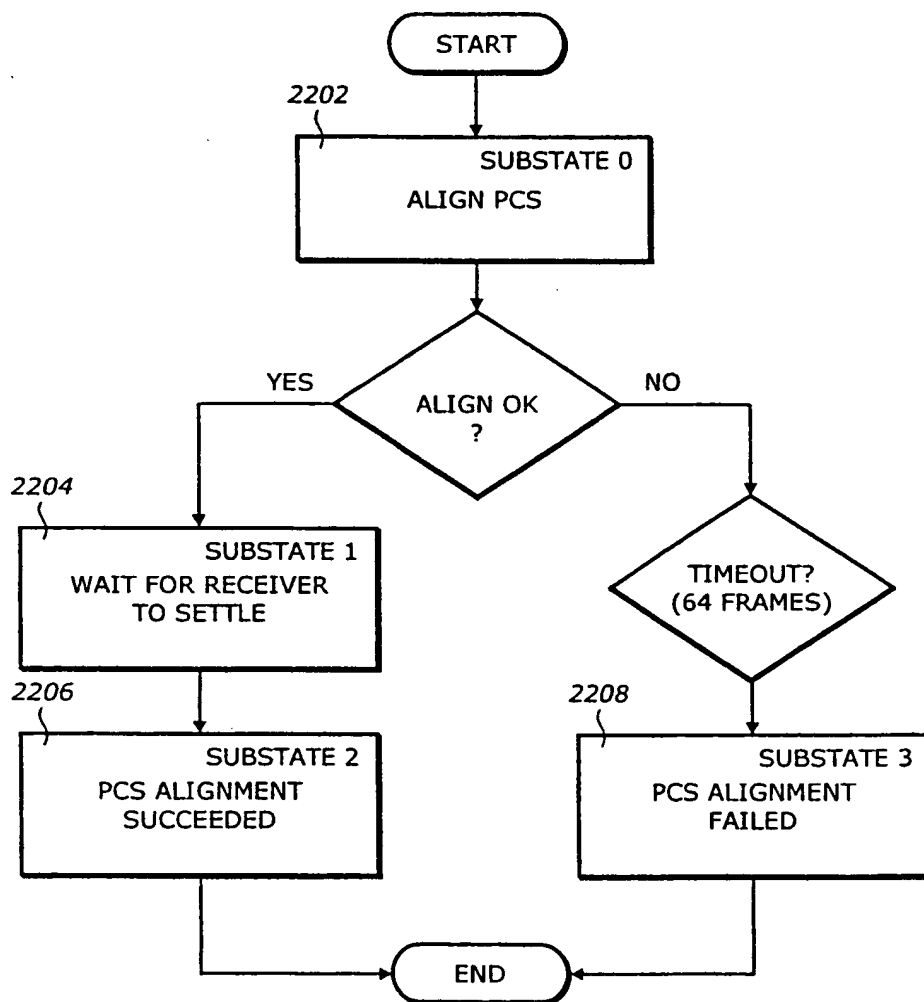 START
2202
SUBSTATE 0
ALIGN PCS
YES
NO
ALIGN OK
?
2204
SUBSTATE 1
WAIT FOR RECEIVER
TO SETTLE
TIMEOUT?
(64 FRAMES)
2206
SUBSTATE 2
PCS ALIGNMENT
SUCCEEDED
2208
SUBSTATE 3
PCS ALIGNMENT
FAILED
END